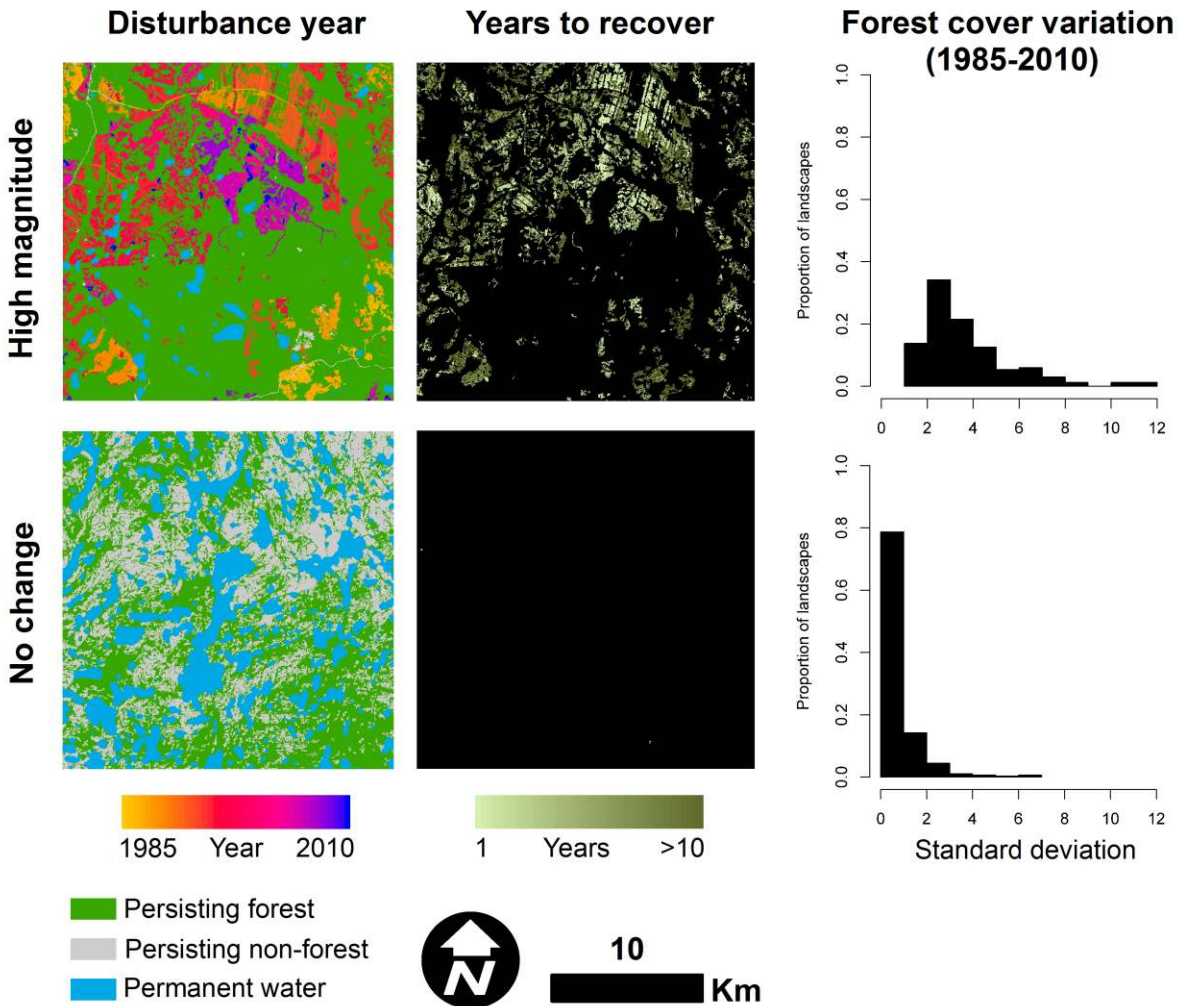 Disturbance year
Years to recover
Forest cover variation
(1985-2010)
High magnitude
Proportion of landscapes
1.0
0.8
0.6
0.4
0.2
0.0
0 2 4 6 8 10 12
No change
Proportion of landscapes
1.0
0.8
0.6
0.4
0.2
0.0
0 2 4 6 8 10 12
Standard deviation
1985 Year 2010
1 Years >10
Persisting forest
Persisting non-forest
Permanent water
N
10
Km